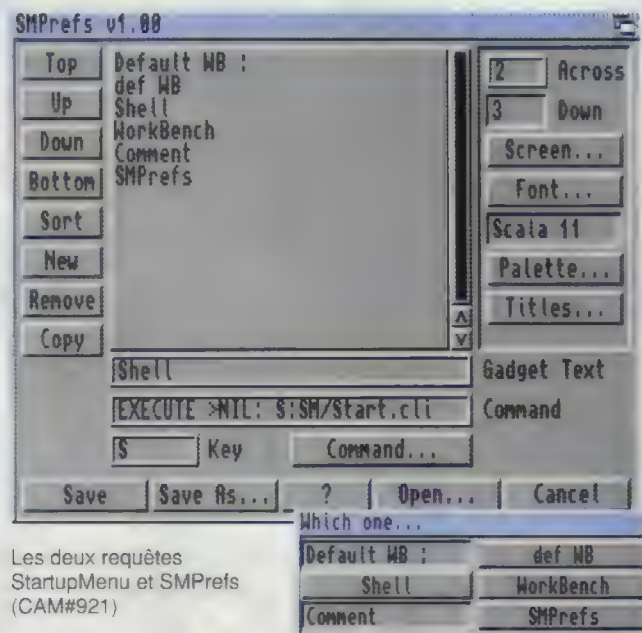 SMPrefs v1.00
Top
Up
Down
Bottom
Sort
New
Remove
Copy
Default WB :
def WB
Shell
WorkBench
Comment
SMPrefs
2 Across
3 Down
Screen...
Font...
Scala 11
Palette...
Titles...
Shell Gadget Text
EXECUTE >NIL: S:SM/Start.cli Command
S Key Command...
Save Save As... ? Open... Cancel
Which one...
Default WB : def WB
Shell WorkBench
Comment SMPrefs
Les deux requêtes
StartupMenu et SMPrefs
(CAM#921)